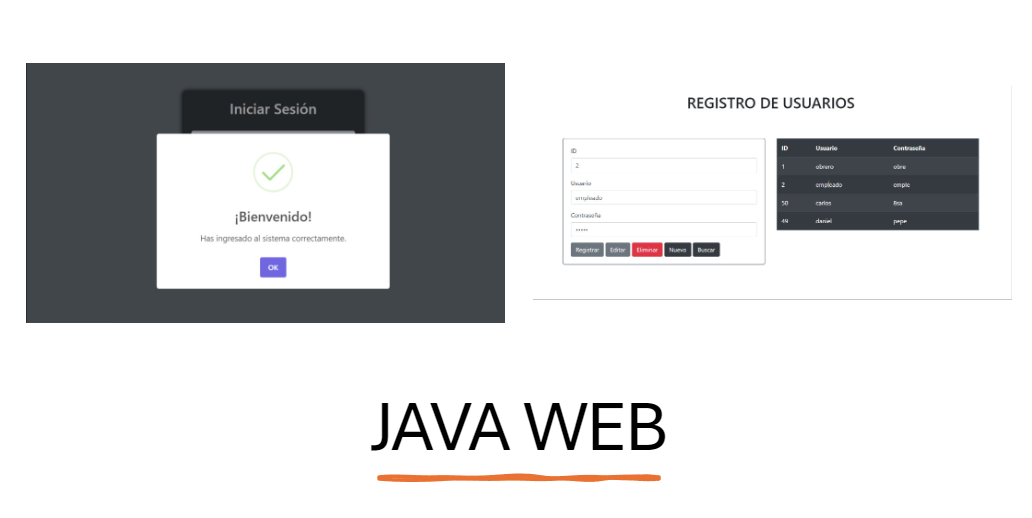 Iniciar Sesión
¡Bienvenido!
Has ingresado al sistema correctamente.
OK
REGISTRO DE USUARIOS
ID
2
Usuario
empleado
Contraseña
•••••
Registrar Editar Eliminar Nuevo Buscar
ID Usuario Contraseña
1 obrero obre
2 empleado emple
50 carlos
49 daniel pepe
JAVA WEB